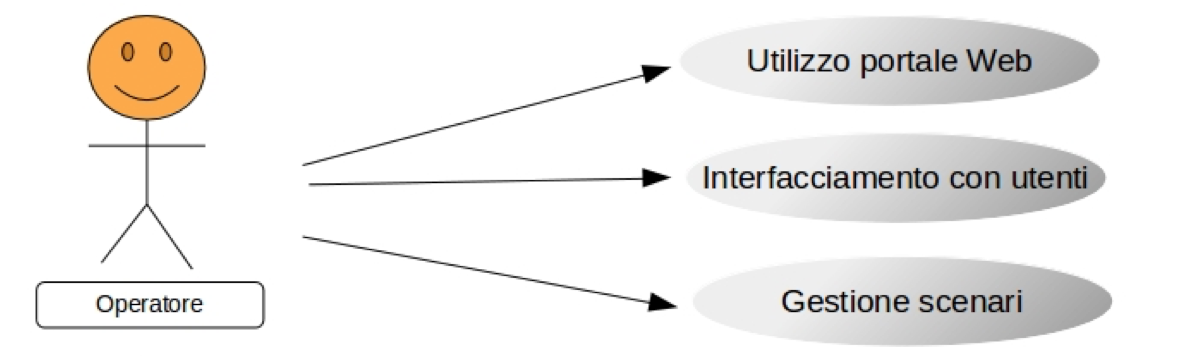 Utilizzo portale Web
Interfacciamento con utenti
Operatore
Gestione scenari